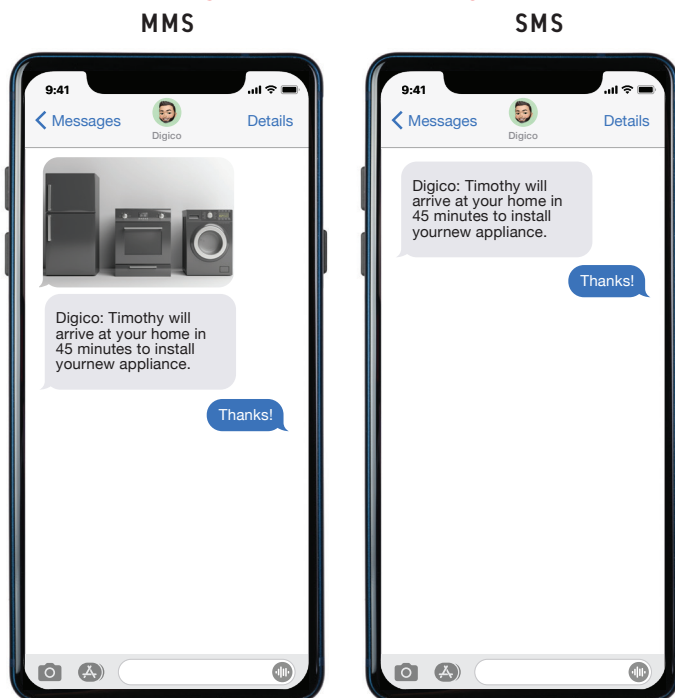 MMS
9:41
Messages
Details
Digico
Digico: Timothy will
arrive at your home in
45 minutes to install
yournew appliance.
Thanks!
SMS
9:41
Messages
Details
Digico
Digico: Timothy will
arrive at your home in
45 minutes to install
yournew appliance.
Thanks!